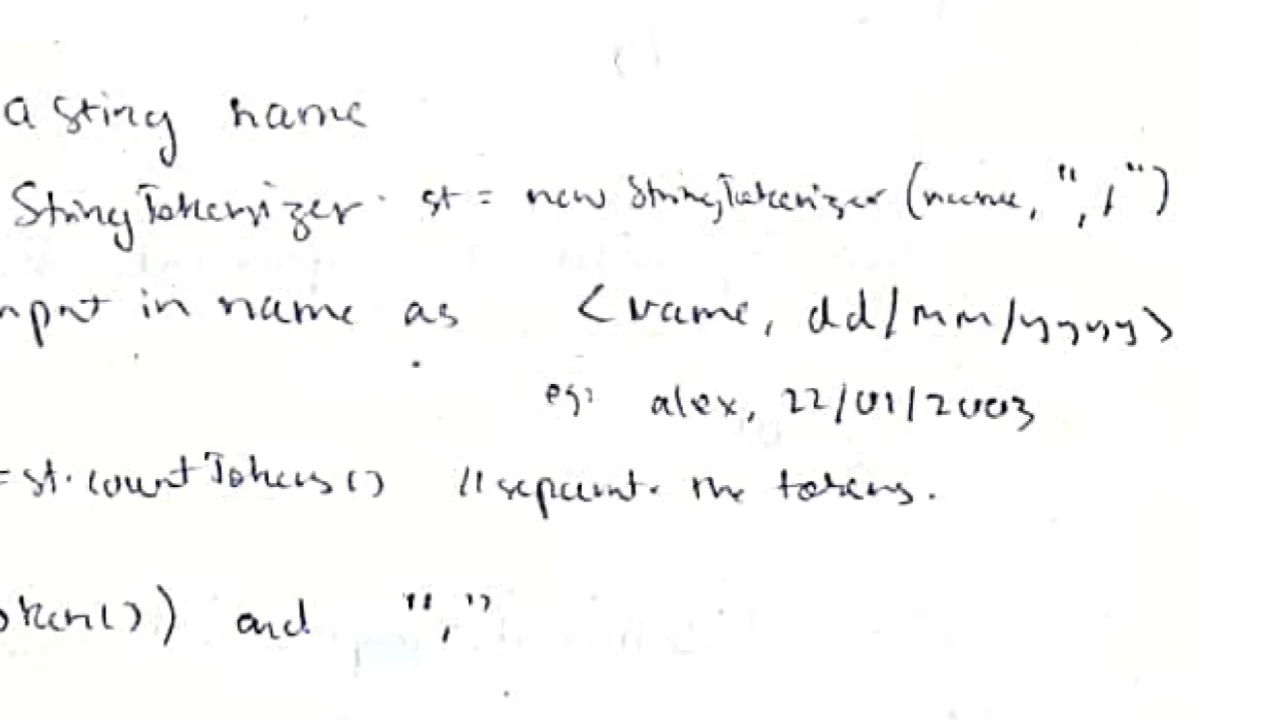 a string name
StringTokenizer st = new StringTokenizer (name, ",/")
nput in name as <name, dd/mm/yyyy>
eg: alex, 22/01/2003
= st.countTokens() // separate the tokens.
oken()) and ","